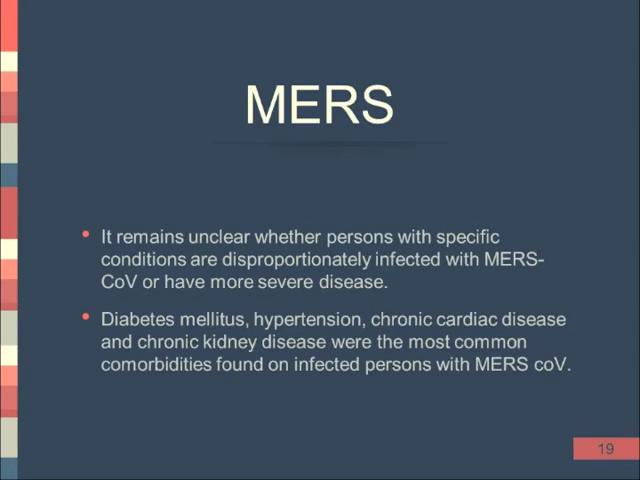 MERS
• It remains unclear whether persons with specific
conditions are disproportionately infected with MERS-
CoV or have more severe disease.
• Diabetes mellitus, hypertension, chronic cardiac disease
and chronic kidney disease were the most common
comorbidities found on infected persons with MERS coV.
19